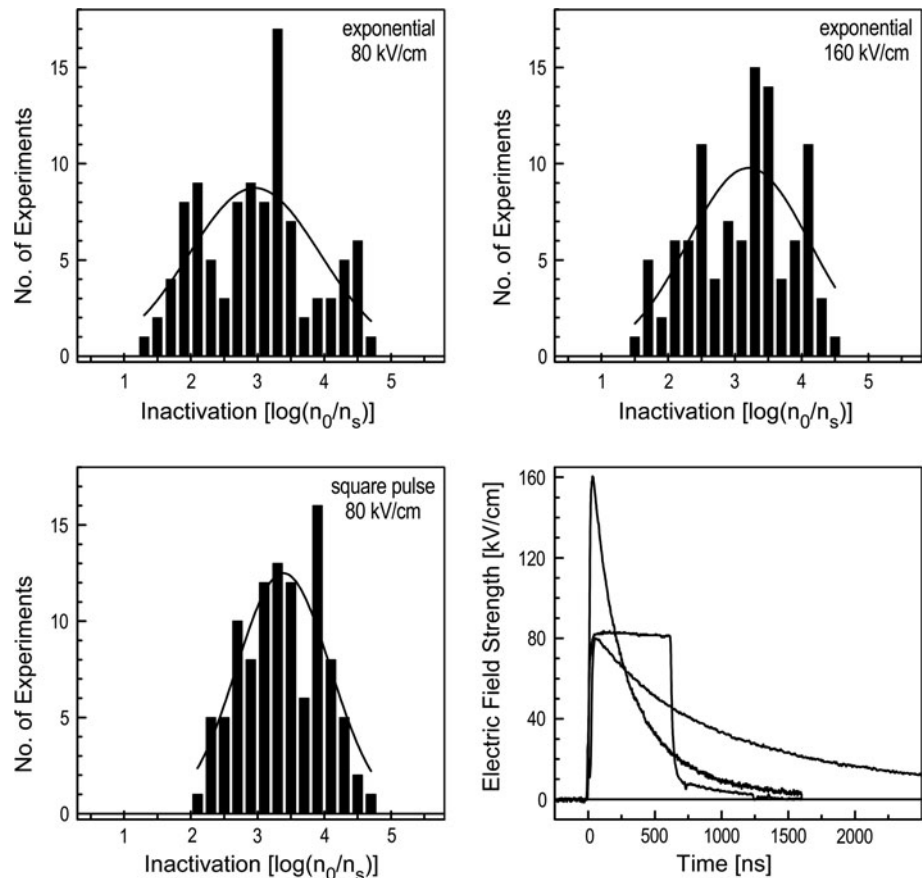 exponential
80 kV/cm
15
10
5
0
No. of Experiments
1 2 3 4 5
Inactivation [log(n0/ns)]
exponential
160 kV/cm
15
10
5
0
No. of Experiments
1 2 3 4 5
Inactivation [log(n0/ns)]
square pulse
80 kV/cm
15
10
5
0
No. of Experiments
1 2 3 4 5
Inactivation [log(n0/ns)]
160
120
80
40
0
Electric Field Strength [kV/cm]
0 500 1000 1500 2000
Time [ns]